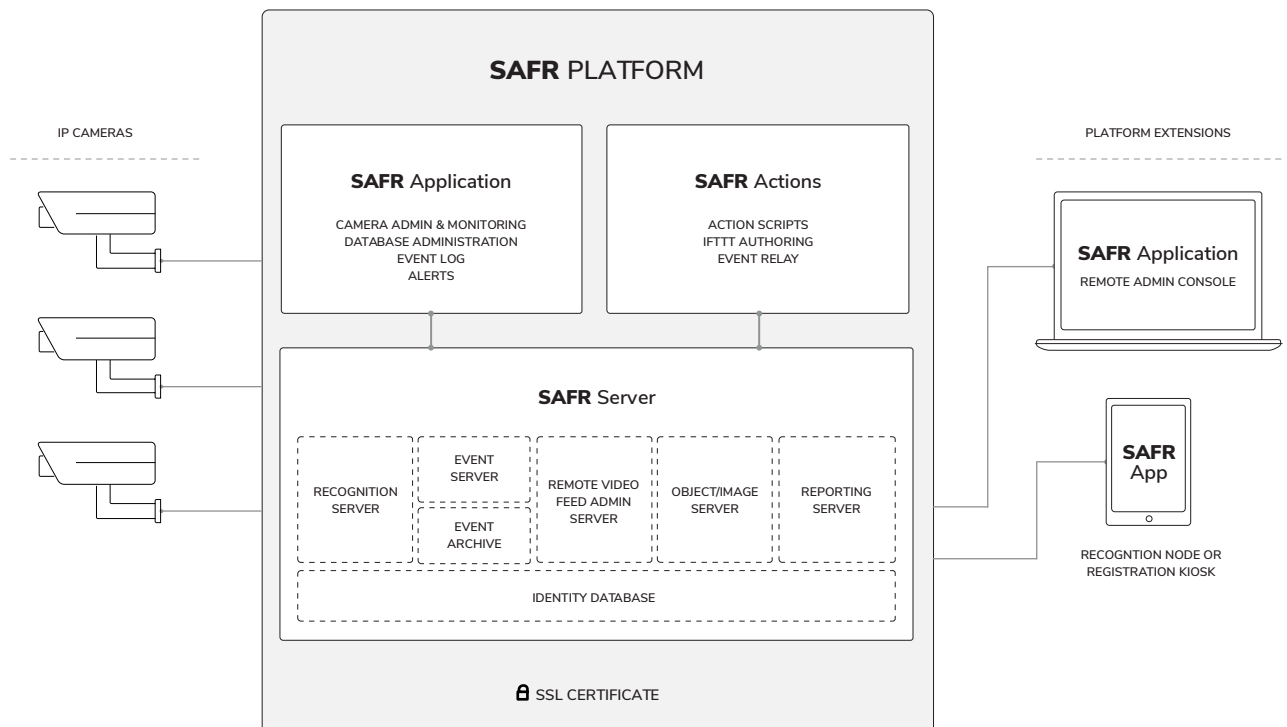 SAFR PLATFORM
IP CAMERAS
SAFR Application
CAMERA ADMIN & MONITORING
DATABASE ADMINISTRATION
EVENT LOG
ALERTS
SAFR Actions
ACTION SCRIPTS
IFTTT AUTHORING
EVENT RELAY
SAFR Server
RECOGNITION
SERVER
EVENT
SERVER
EVENT
ARCHIVE
REMOTE VIDEO
FEED ADMIN
SERVER
OBJECT/IMAGE
SERVER
REPORTING
SERVER
IDENTITY DATABASE
SSL CERTIFICATE
PLATFORM EXTENSIONS
SAFR Application
REMOTE ADMIN CONSOLE
SAFR
App
RECOGNTION NODE OR
REGISTRATION KIOSK